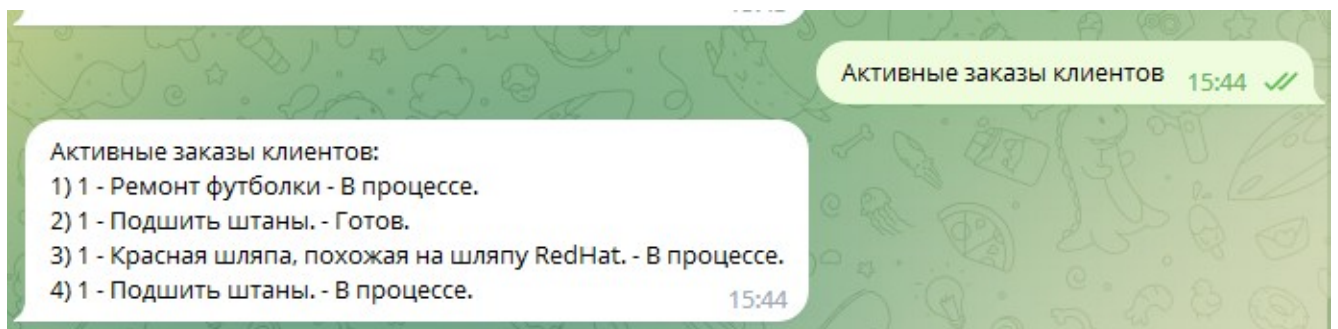 Активные заказы клиентов 15:44
Активные заказы клиентов:
1) 1 - Ремонт футболки - В процессе.
2) 1 - Подшить штаны. - Готов.
3) 1 - Красная шляпа, похожая на шляпу RedHat. - В процессе.
4) 1 - Подшить штаны. - В процессе.
15:44